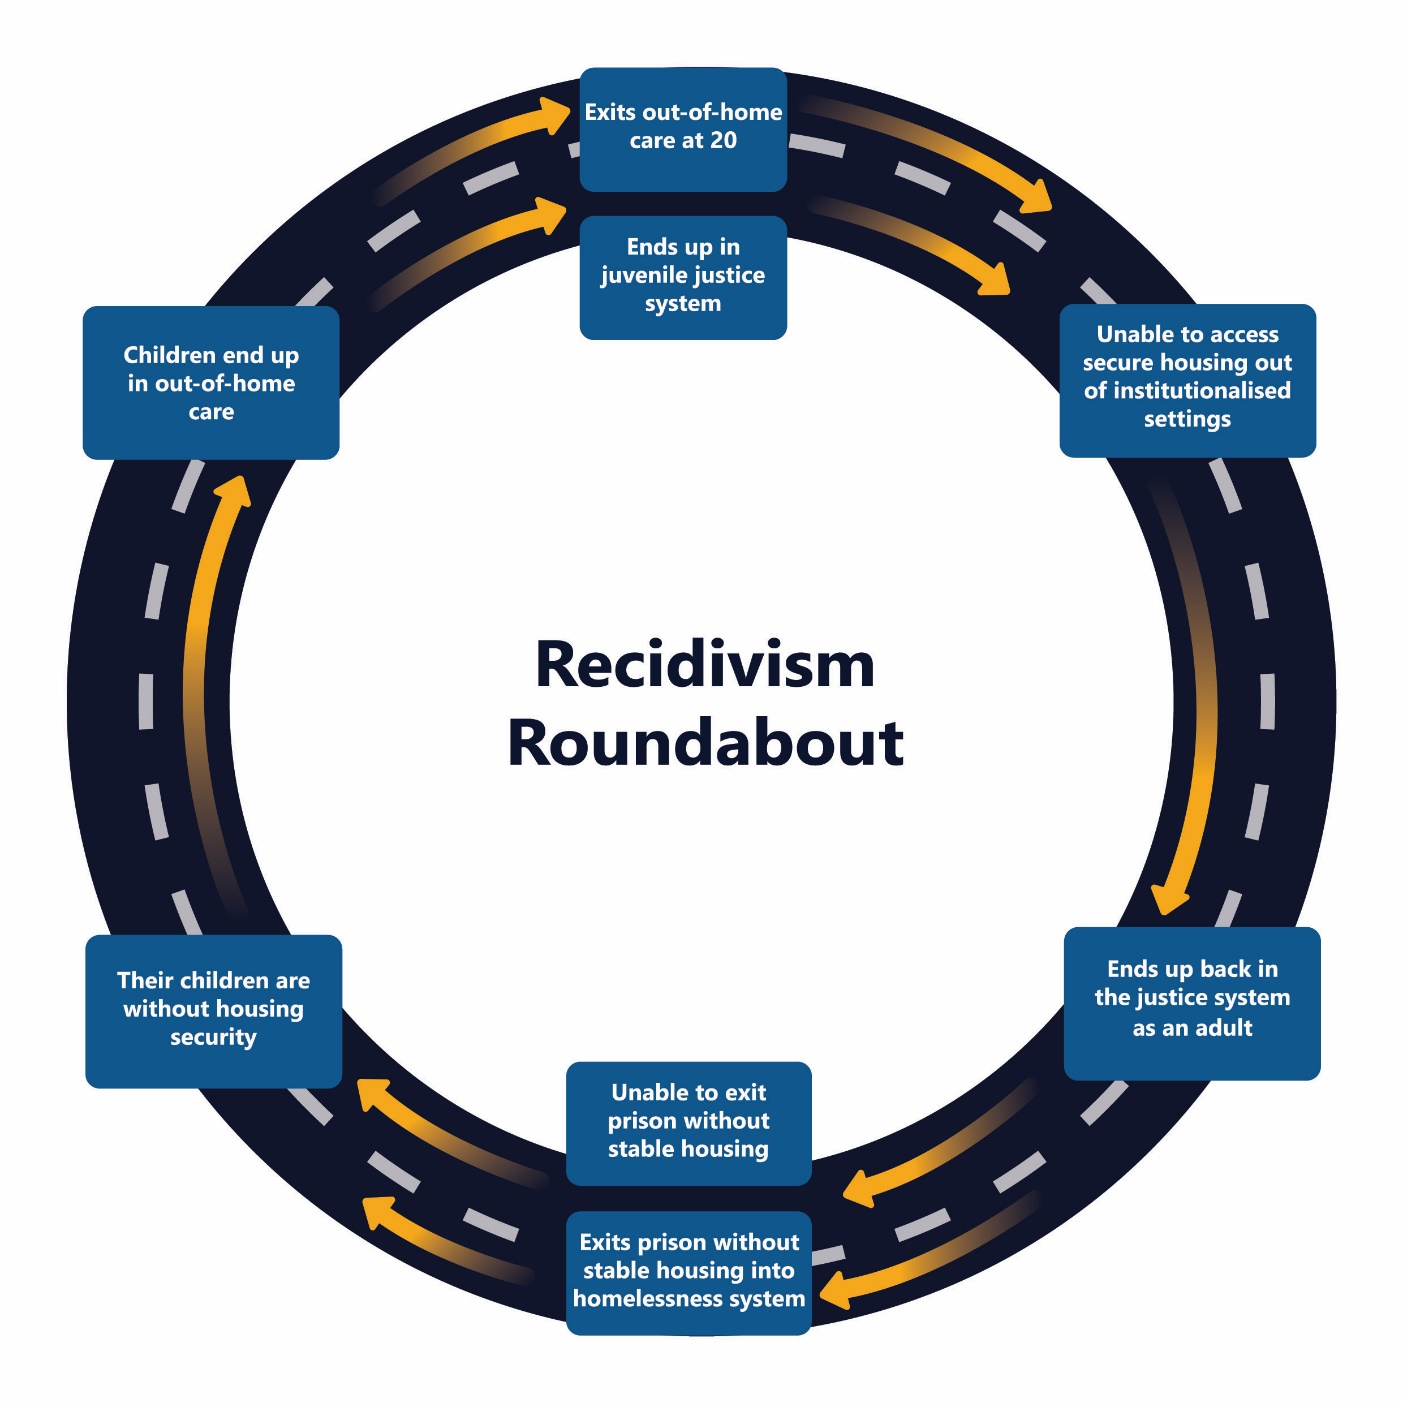 Exits out-of-home
care at 20
Ends up in
juvenile justice
system
Unable to access
secure housing out
of institutionalised
settings
Ends up back in
the justice system
as an adult
Unable to exit
prison without
stable housing
Exits prison without
stable housing into
homelessness system
Their children are
without housing
security
Children end up
in out-of-home
care
Recidivism
Roundabout